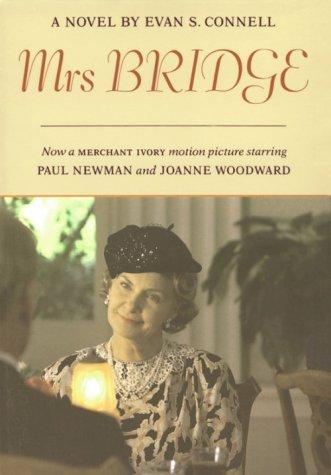 A NOVEL BY EVAN S. CONNELL
Mrs BRIDGE
Now a MERCHANT IVORY motion picture starring
PAUL NEWMAN and JOANNE WOODWARD